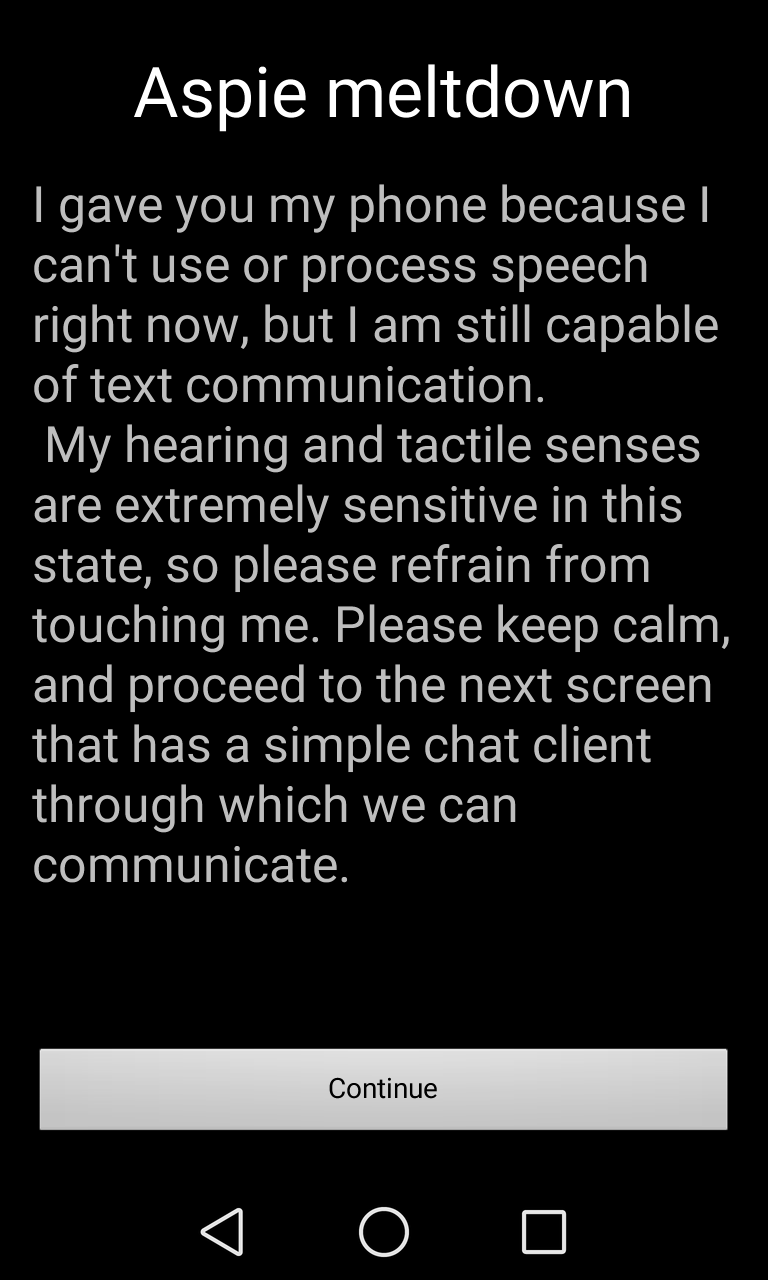 Aspie meltdown
I gave you my phone because I
can't use or process speech
right now, but I am still capable
of text communication.
My hearing and tactile senses
are extremely sensitive in this
state, so please refrain from
touching me. Please keep calm,
and proceed to the next screen
that has a simple chat client
through which we can
communicate.
Continue